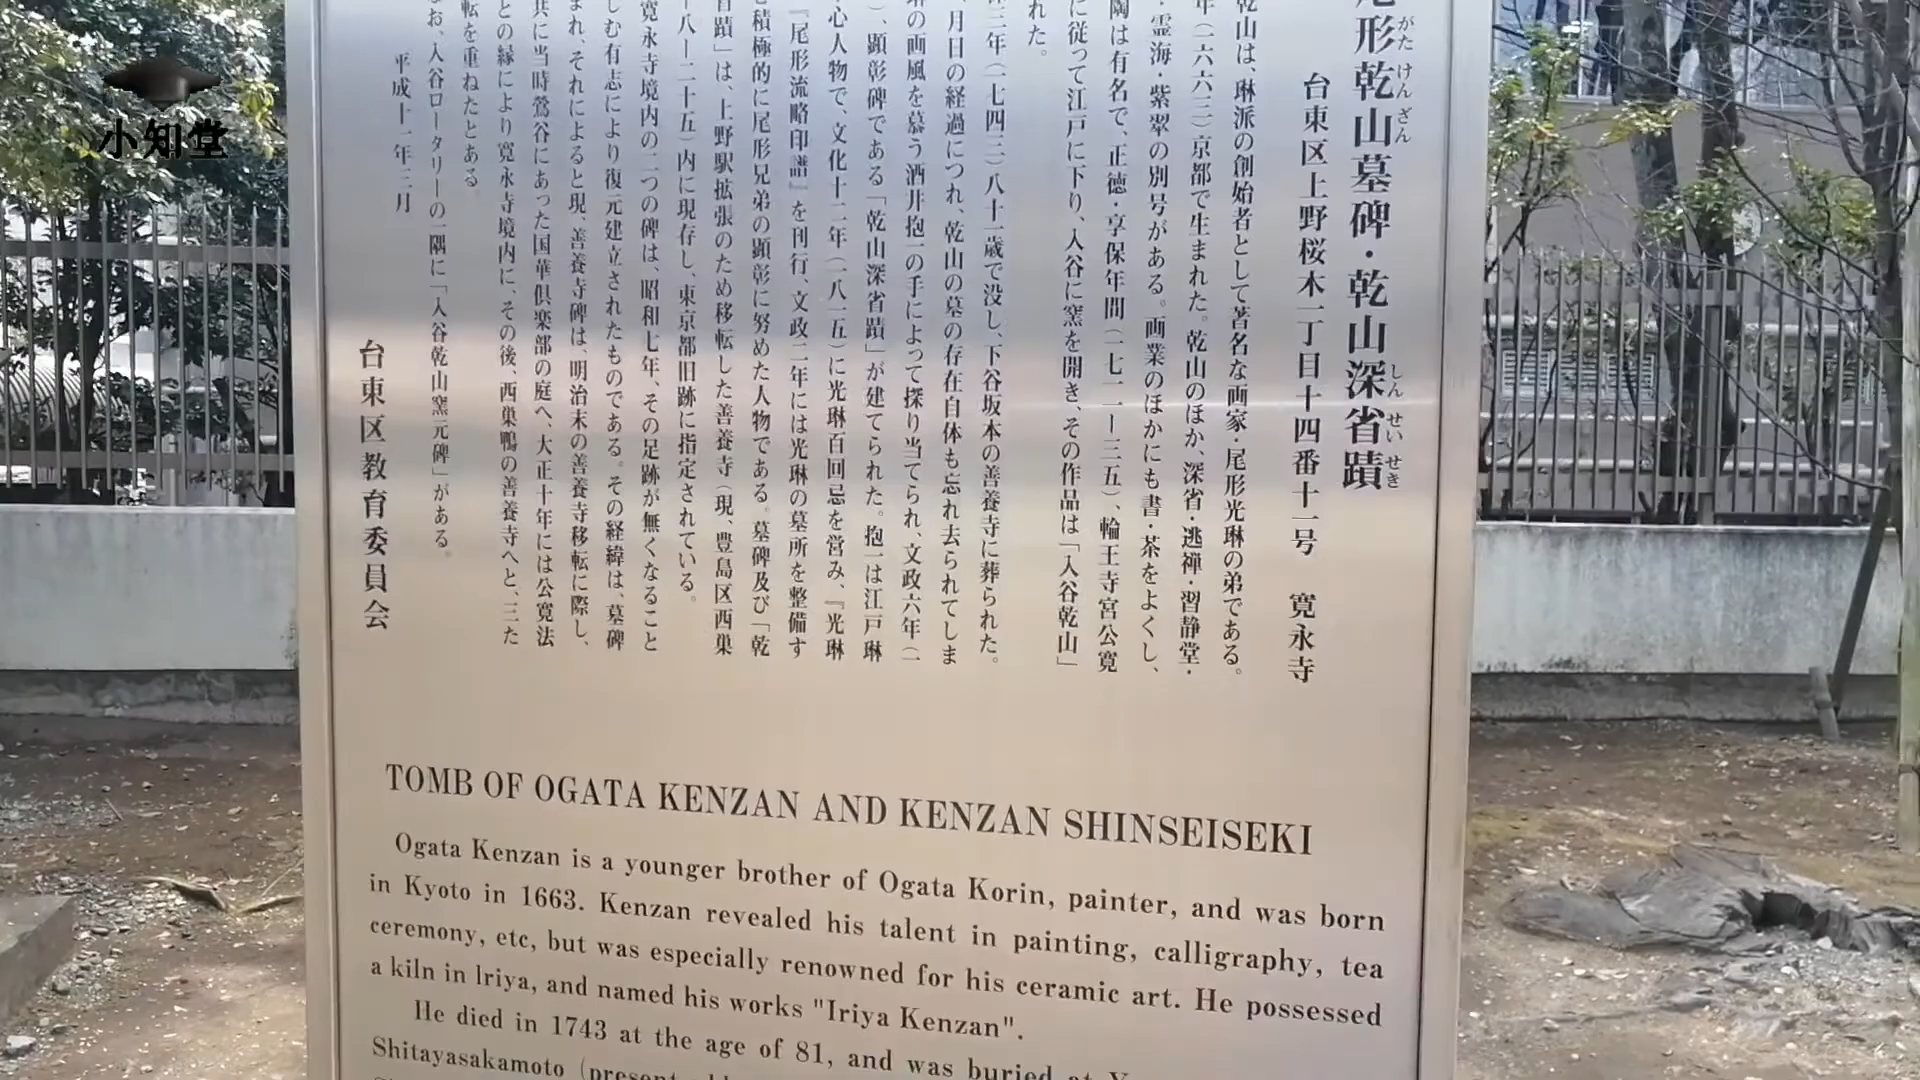 小知堂
尾形乾山墓碑・乾山深省蹟
がた けん ざん しん せい せき
台東区上野桜木一丁目十四番十一号 寛永寺
乾山は、琳派の創始者として著名な画家・尾形光琳の弟である。
年(一六六三)京都で生まれた。乾山のほか、深省・逃禅・習静堂・
・霊海・紫翠の別号がある。画業のほかにも書・茶をよくし、
陶は有名で、正徳・享保年間(一七一一ー三五)、輪王寺宮公寛
に従って江戸に下り、入谷に窯を開き、その作品は「入谷乾山」
れた。
三年(一七四三)八十一歳で没し、下谷坂本の善養寺に葬られた。
月日の経過につれ、乾山の墓の存在自体も忘れ去られてしま
琳の画風を慕う酒井抱一の手によって探り当てられ、文政六年(一
)、顕彰碑である「乾山深省蹟」が建てられた。抱一は江戸琳
心人物で、文化十二年(一八一五)に光琳百回忌を営み、『光琳
『尾形流略印譜』を刊行、文政二年には光琳の墓所を整備す
積極的に尾形兄弟の顕彰に努めた人物である。墓碑及び「乾
省蹟」は、上野駅拡張のため移転した善養寺(現、豊島区西巣
ー八ー二十五)内に現存し、東京都旧跡に指定されている。
寛永寺境内の二つの碑は、昭和七年、その足跡が無くなること
しむ有志により復元建立されたものである。その経緯は、墓碑
まれ、それによると現、善養寺碑は、明治末の善養寺移転に際し、
共に当時鶯谷にあった国華倶楽部の庭へ、大正十年には公寛法
との縁により寛永寺境内に、その後、西巣鴨の善養寺へと、三た
転を重ねたとある。
なお、入谷ロータリーの一隅に「入谷乾山窯元碑」がある。
平成十一年三月
台東区教育委員会
TOMB OF OGATA KENZAN AND KENZAN SHINSEISEKI
Ogata Kenzan is a younger brother of Ogata Korin, painter, and was born
in Kyoto in 1663. Kenzan revealed his talent in painting, calligraphy, tea
ceremony, etc, but was especially renowned for his ceramic art. He possessed
a kiln in Iriya, and named his works "Iriya Kenzan".
He died in 1743 at the age of 81, and was buried at
Shitayasakamoto